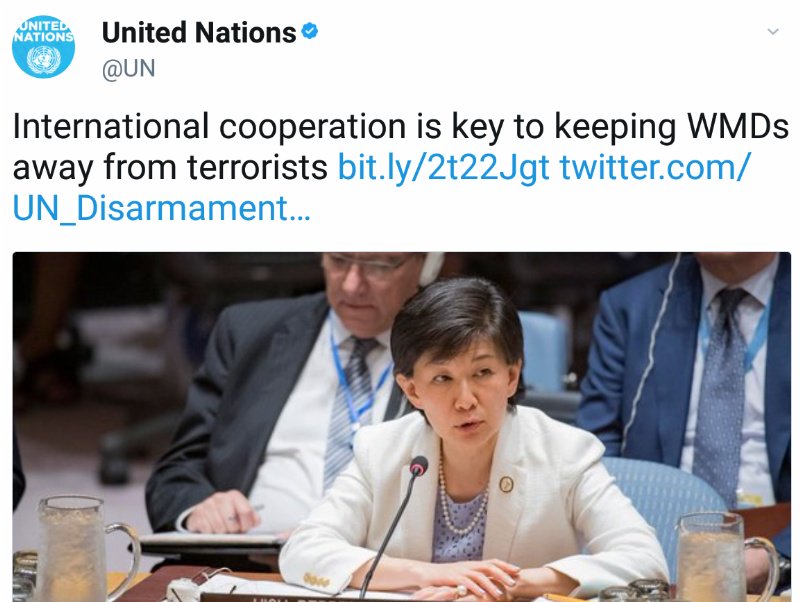 UNITED
NATIONS
United Nations
@UN
International cooperation is key to keeping WMDs
away from terrorists bit.ly/2t22Jgt twitter.com/
UN_Disarmament…